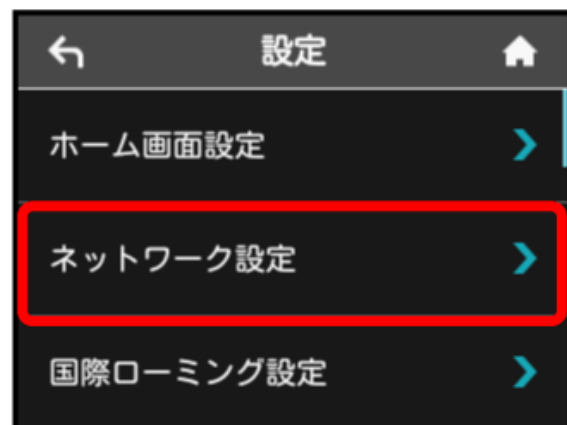 設定
ホーム画面設定
ネットワーク設定
国際ローミング設定